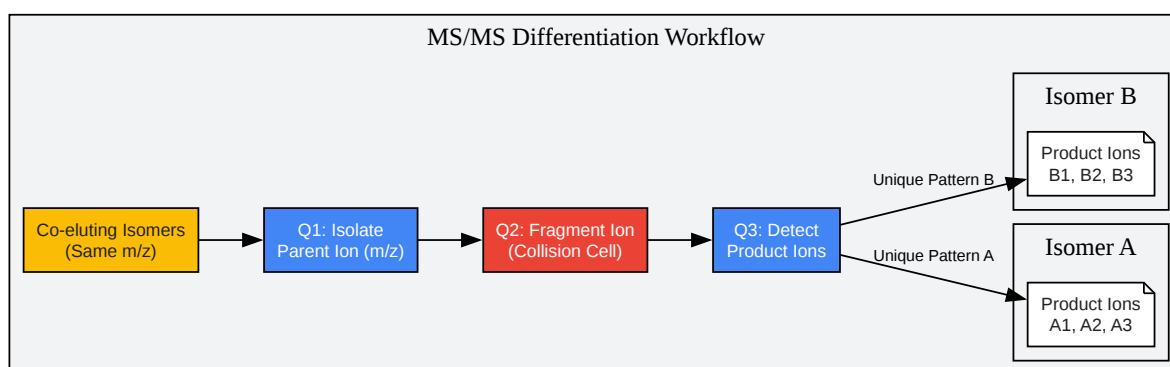 MS/MS Differentiation Workflow
Co-eluting Isomers
(Same m/z)
Q1: Isolate
Parent Ion (m/z)
Q2: Fragment Ion
(Collision Cell)
Q3: Detect
Product Ions
Unique Pattern B
Isomer B
Product Ions
B1, B2, B3
Unique Pattern A
Isomer A
Product Ions
A1, A2, A3